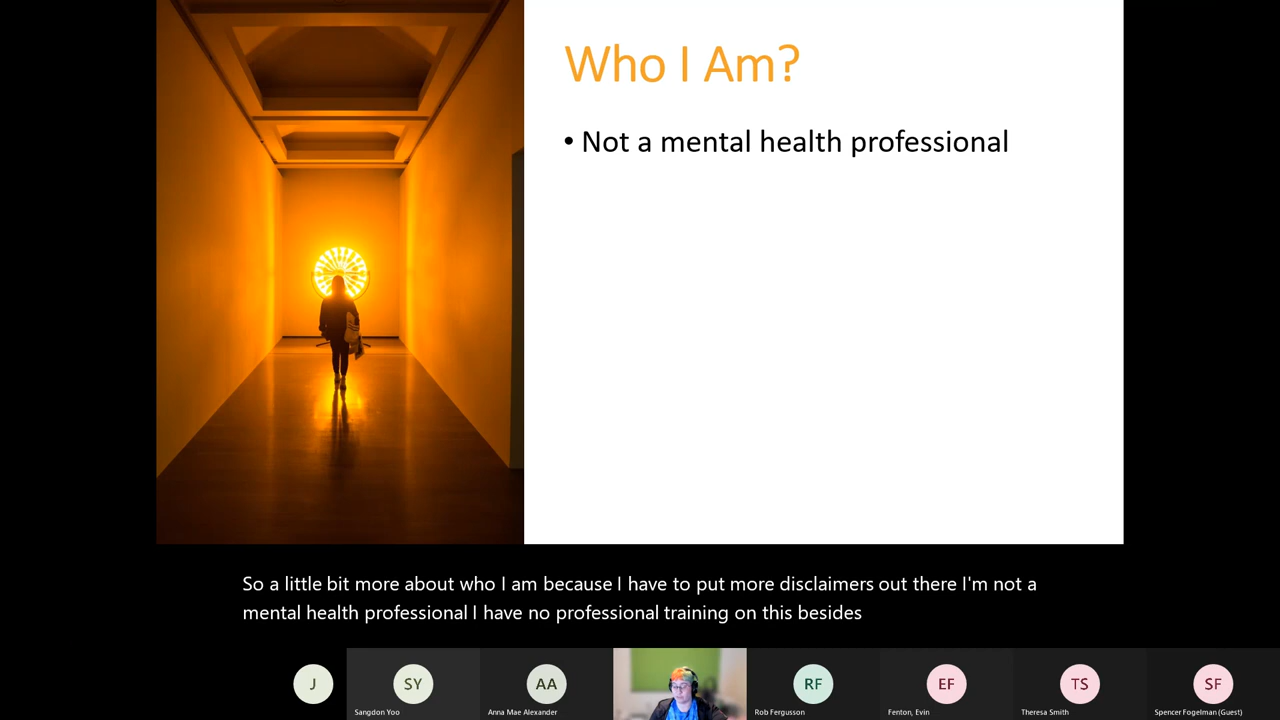 Who I Am?
• Not a mental health professional
So a little bit more about who I am because I have to put more disclaimers out there I'm not a
mental health professional I have no professional training on this besides
J
SY
AA
RF
EF
TS
SF
Sangdon Yoo
Anna Mae Alexander
Rob Fergusson
Fenton, Evin
Theresa Smith
Spencer Fogelman (Guest)